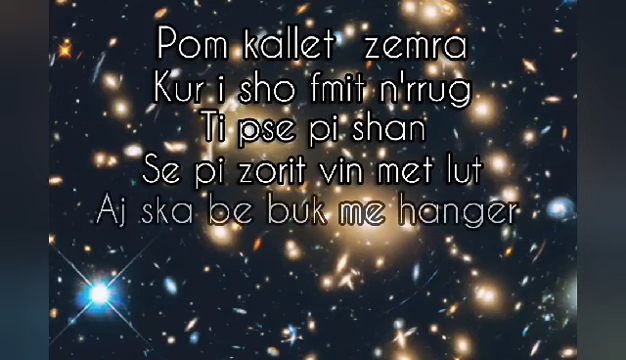 Pom kallet zemra
Kur i sho fmit n'rrug
Ti pse pi shan
Se pi zorit vin met lut
Aj ska be buk me hanger